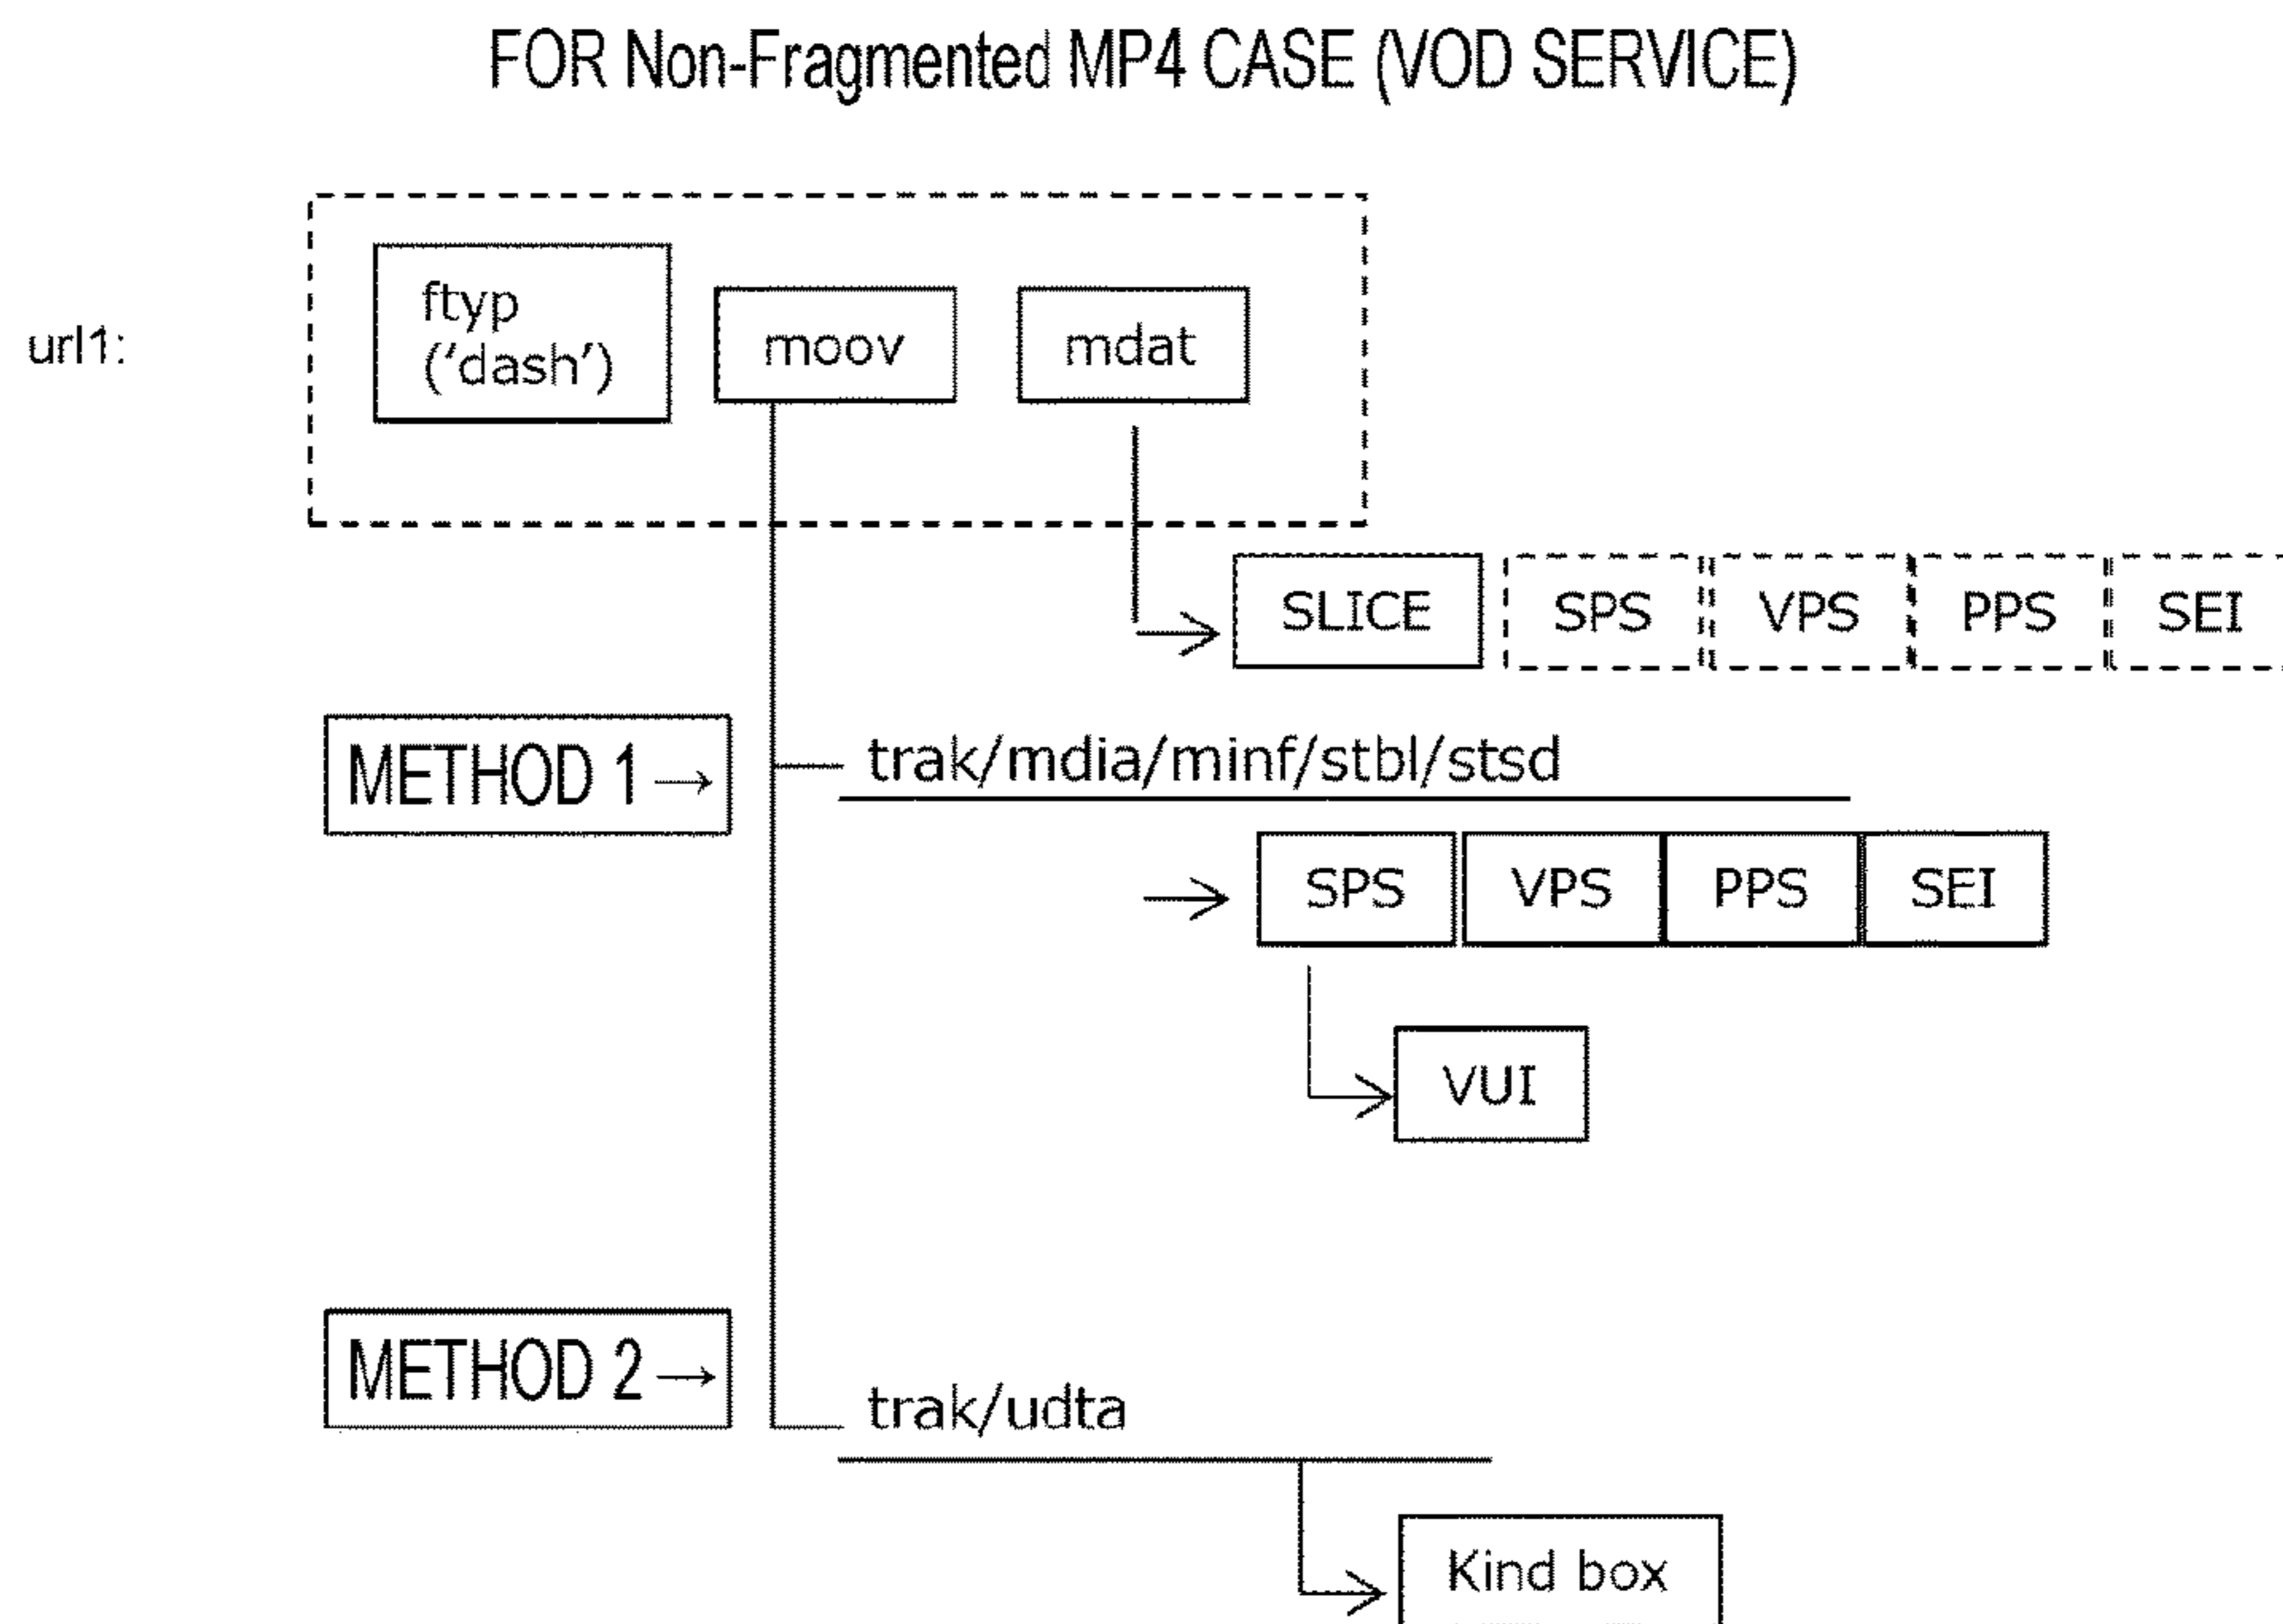 FOR Non-Fragmented MP4 CASE (VOD SERVICE)
url1:
ftyp
('dash')
moov
mdat
SLICE
SPS
VPS
PPS
SEI
METHOD 1→
trak/mdia/minf/stbl/stsd
SPS
VPS
PPS
SEI
VUI
METHOD 2→
trak/udta
Kind box